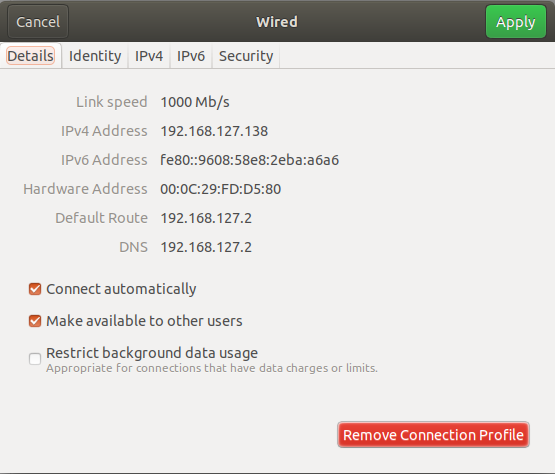 Cancel Wired Apply
Details Identity IPv4 IPv6 Security
Link speed 1000 Mb/s
IPv4 Address 192.168.127.138
IPv6 Address fe80::9608:58e8:2eba:a6a6
Hardware Address 00:0C:29:FD:D5:80
Default Route 192.168.127.2
DNS 192.168.127.2
Connect automatically
Make available to other users
Restrict background data usage
Appropriate for connections that have data charges or limits.
Remove Connection Profile